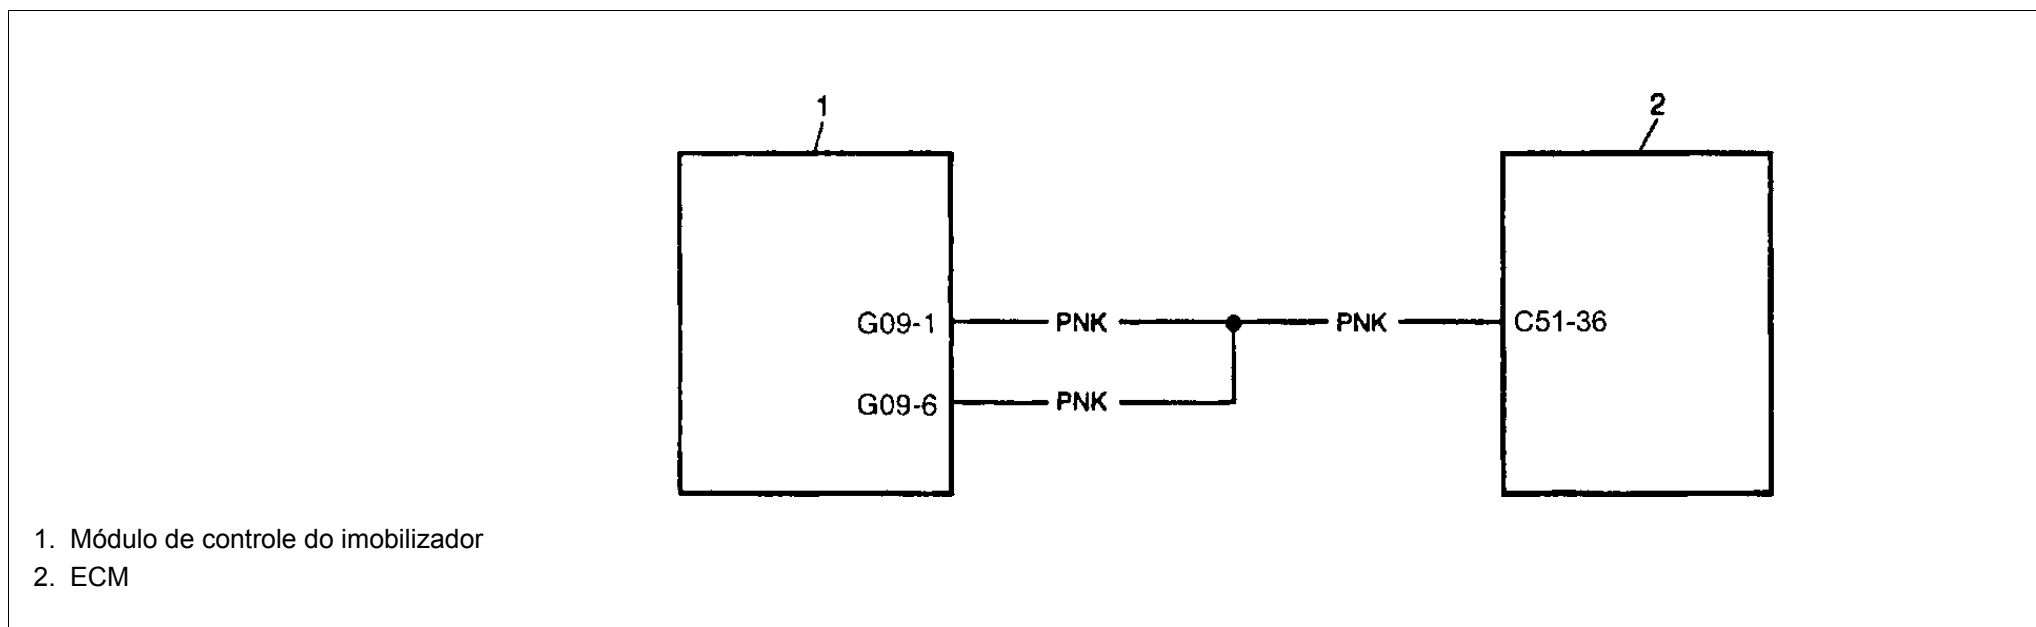 1
2
G09-1 PNK PNK C51-36
G09-6 PNK
1. Módulo de controle do imobilizador
2. ECM